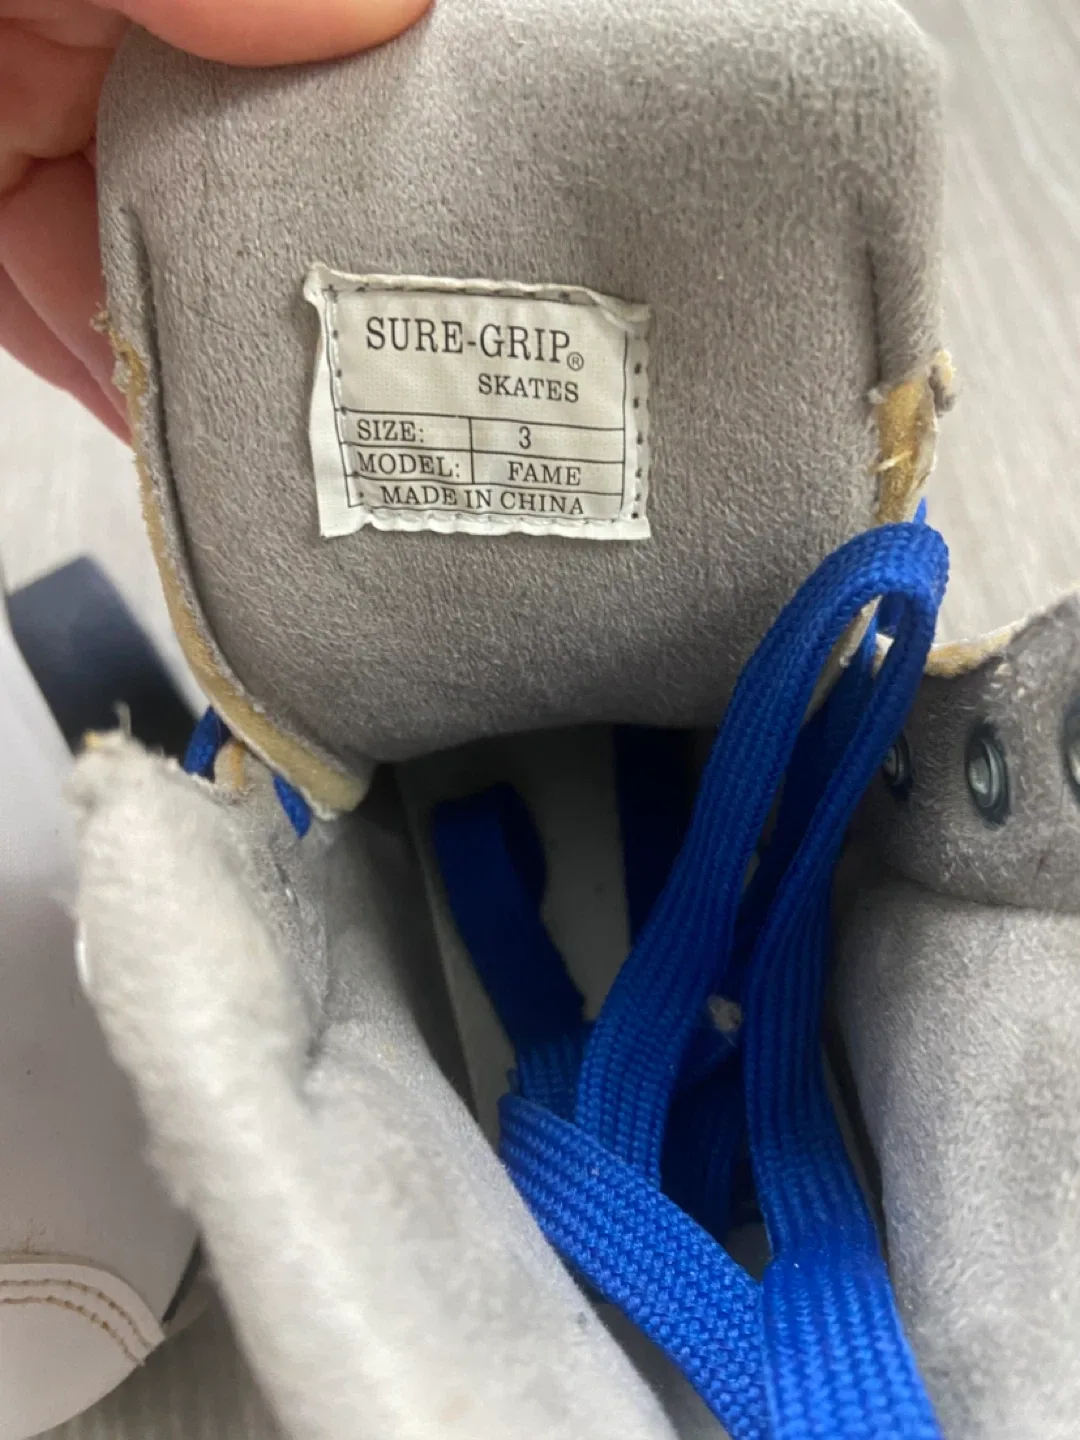 SURE-GRIP®
SKATES
SIZE: 3
MODEL: FAME
MADE IN CHINA